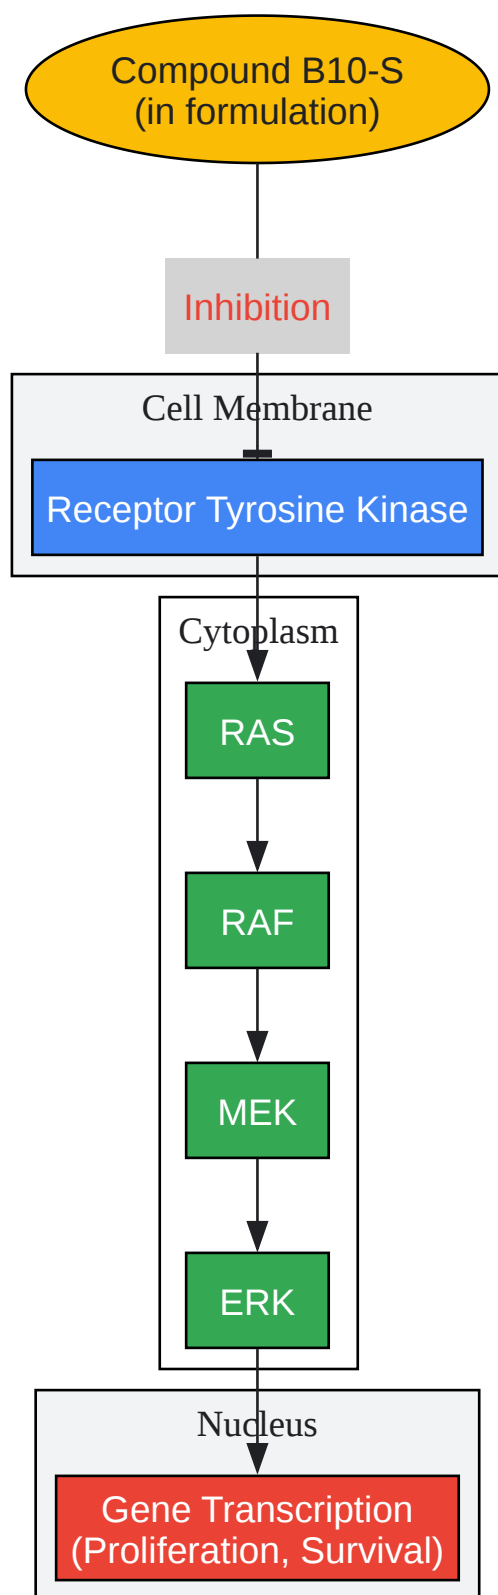 Compound B10-S
(in formulation)
Inhibition
Cell Membrane
Receptor Tyrosine Kinase
Cytoplasm
RAS
RAF
MEK
ERK
Nucleus
Gene Transcription
(Proliferation, Survival)